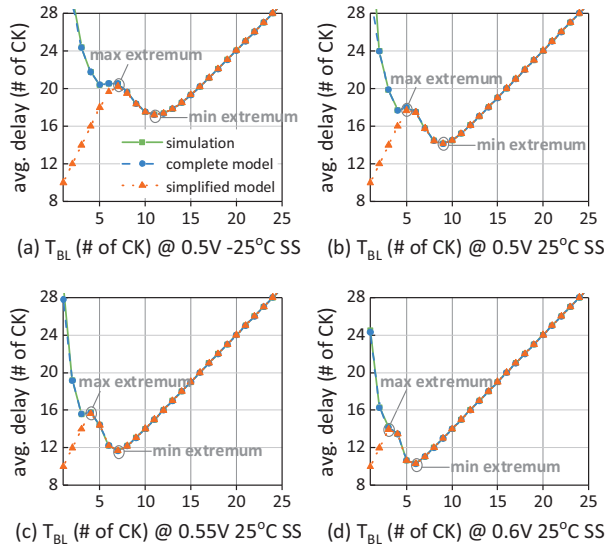 28
24
20
16
12
8
avg. delay (# of CK)
max extremum
min extremum
simulation
complete model
simplified model
5 10 15 20 25
(a) T_BL (# of CK) @ 0.5V -25°C SS
28
24
20
16
12
8
avg. delay (# of CK)
max extremum
min extremum
5 10 15 20 25
(b) T_BL (# of CK) @ 0.5V 25°C SS
28
24
20
16
12
8
avg. delay (# of CK)
max extremum
min extremum
5 10 15 20 25
(c) T_BL (# of CK) @ 0.55V 25°C SS
28
24
20
16
12
8
avg. delay (# of CK)
max extremum
min extremum
5 10 15 20 25
(d) T_BL (# of CK) @ 0.6V 25°C SS